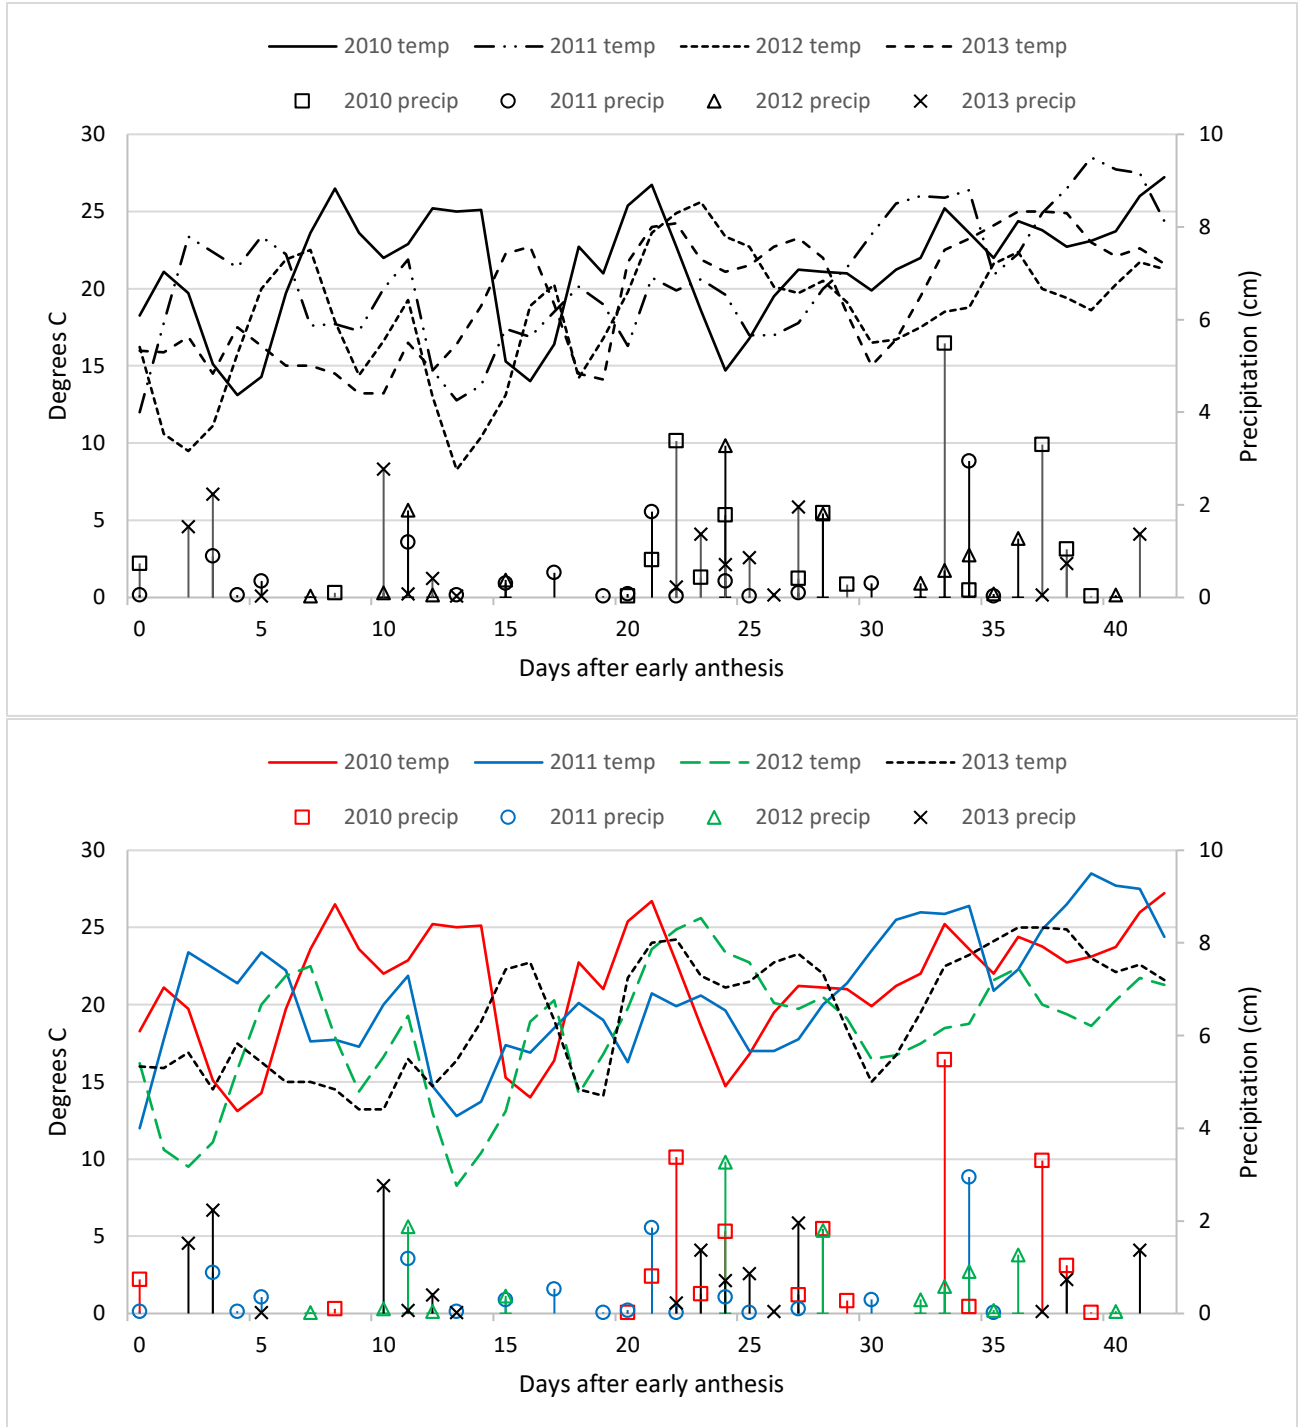 2010 temp 2011 temp 2012 temp 2013 temp
2010 precip 2011 precip 2012 precip 2013 precip
30 10
25 8
20 6
15 4
10 2
5 0
0
0 5 10 15 20 25 30 35 40
Degrees C
Precipitation (cm)
Days after early anthesis
2010 temp 2011 temp 2012 temp 2013 temp
2010 precip 2011 precip 2012 precip 2013 precip
30 10
25 8
20 6
15 4
10 2
5 0
0
0 5 10 15 20 25 30 35 40
Degrees C
Precipitation (cm)
Days after early anthesis